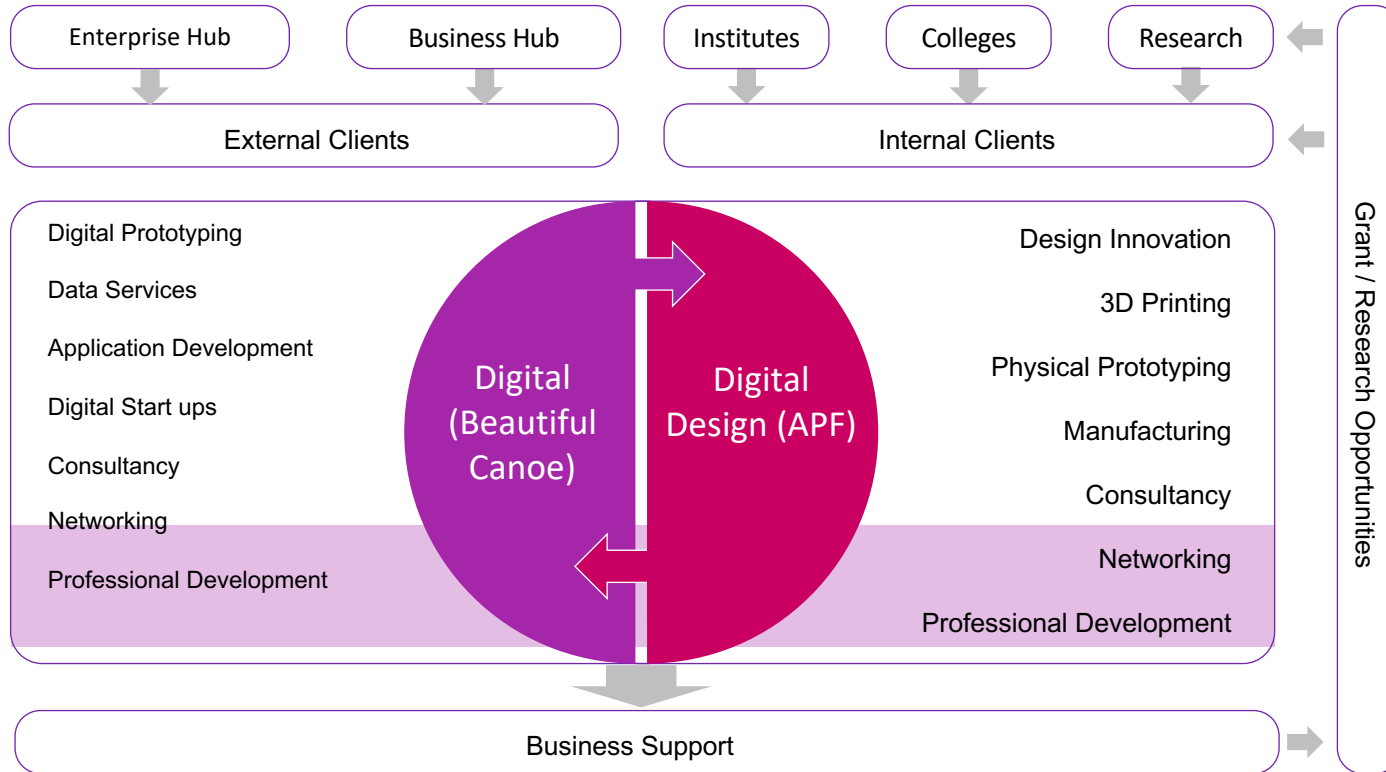 Enterprise Hub
Business Hub
Institutes
Colleges
Research
External Clients
Internal Clients
Digital Prototyping
Data Services
Application Development
Digital Start ups
Consultancy
Networking
Professional Development
Digital
(Beautiful
Canoe)
Digital
Design (APF)
Design Innovation
3D Printing
Physical Prototyping
Manufacturing
Consultancy
Networking
Professional Development
Business Support
Grant / Research Opportunities